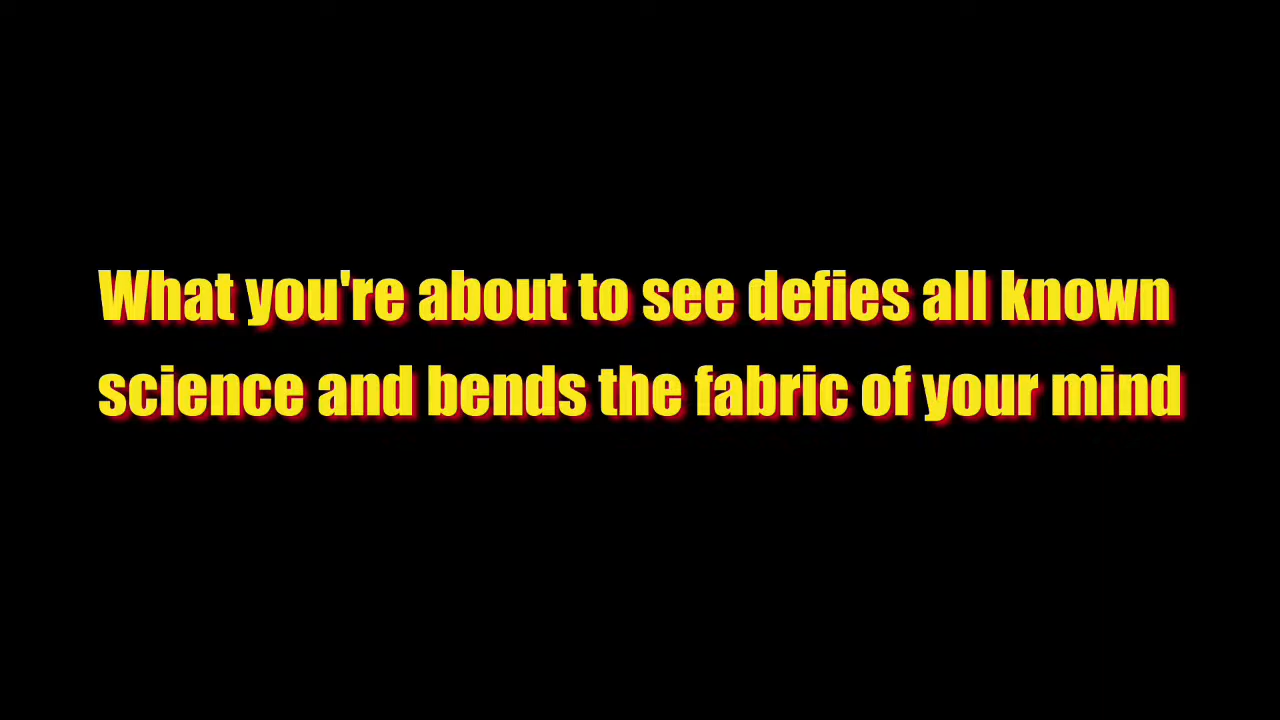 What you're about to see defies all known
science and bends the fabric of your mind